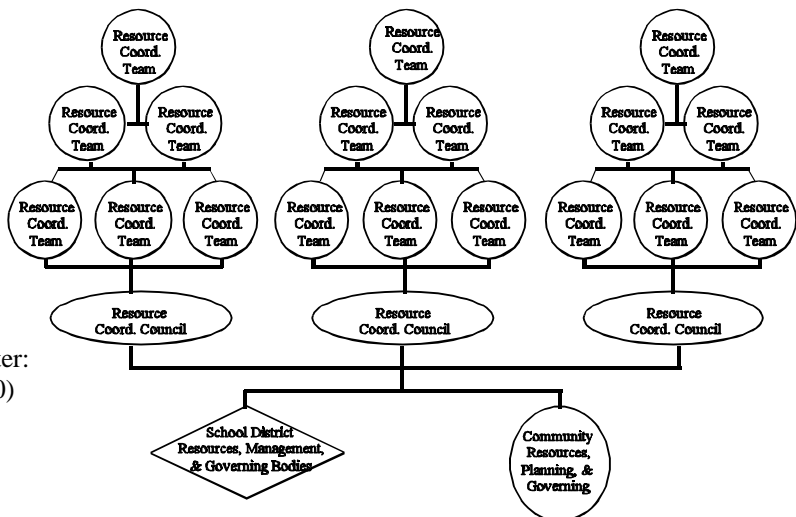 Resource
Coord.
Team
Resource
Coord.
Team
Resource
Coord.
Team
Resource
Coord.
Team
Resource
Coord.
Team
Resource
Coord.
Team
Resource
Coord.
Team
Resource
Coord.
Team
Resource
Coord.
Team
Resource
Coord.
Team
Resource
Coord.
Team
Resource
Coord.
Team
Resource
Coord.
Team
Resource
Coord.
Team
Resource
Coord.
Team
Resource
Coord.
Team
Resource
Coord.
Team
Resource
Coord.
Team
Resource
Coord. Council
Resource
Coord. Council
Resource
Coord. Council
ter:
0)
School District
Resources, Management,
& Governing Bodies
Community
Resources,
Planning, &
Governing